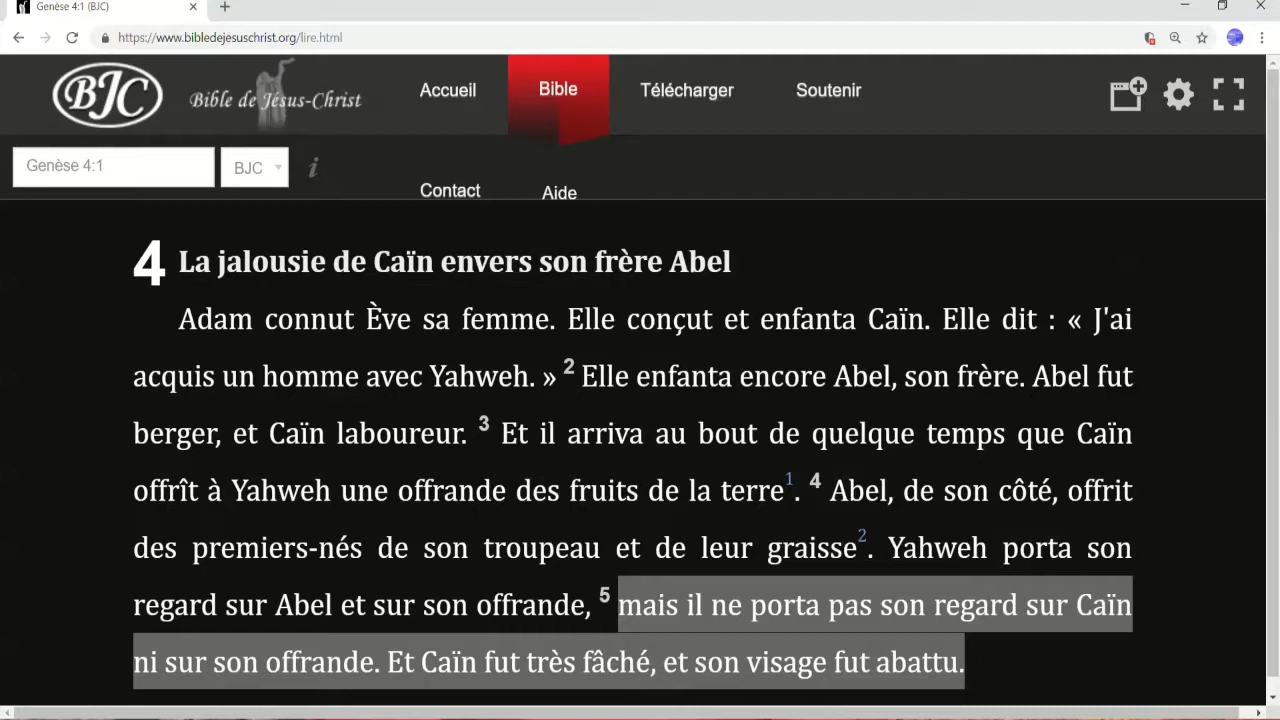 Genèse 4:1 (BJC)
https://www.bibledejesuschrist.org/lire.html
BJC
Bible de Jésus-Christ
Accueil
Bible
Télécharger
Soutenir
Genèse 4:1
BJC
i
Contact
Aide
4 La jalousie de Caïn envers son frère Abel
Adam connut Ève sa femme. Elle conçut et enfanta Caïn. Elle dit : « J'ai
acquis un homme avec Yahweh. » 2 Elle enfanta encore Abel, son frère. Abel fut
berger, et Caïn laboureur. 3 Et il arriva au bout de quelque temps que Caïn
offrît à Yahweh une offrande des fruits de la terre1. 4 Abel, de son côté, offrit
des premiers-nés de son troupeau et de leur graisse2. Yahweh porta son
regard sur Abel et sur son offrande, 5 mais il ne porta pas son regard sur Caïn
ni sur son offrande. Et Caïn fut très fâché, et son visage fut abattu.